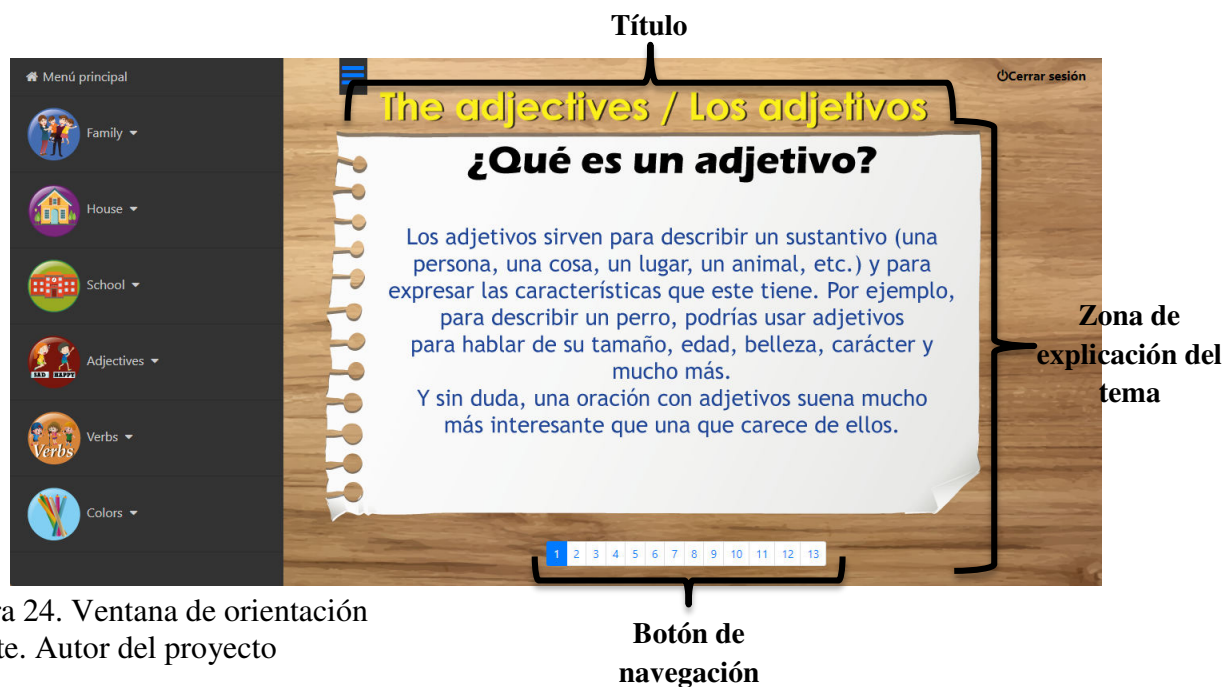 Título
Menú principal
Cerrar sesión
Family
House
School
SAD HAPPY
Adjectives
Verbs
Verbs
Colors
The adjectives / Los adjetivos
¿Qué es un adjetivo?
Los adjetivos sirven para describir un sustantivo (una
persona, una cosa, un lugar, un animal, etc.) y para
expresar las características que este tiene. Por ejemplo,
para describir un perro, podrías usar adjetivos
para hablar de su tamaño, edad, belleza, carácter y
mucho más.
Y sin duda, una oración con adjetivos suena mucho
más interesante que una que carece de ellos.
Zona de
explicación del
tema
1 2 3 4 5 6 7 8 9 10 11 12 13
Botón de
navegación
24. Ventana de orientación
Autor del proyecto